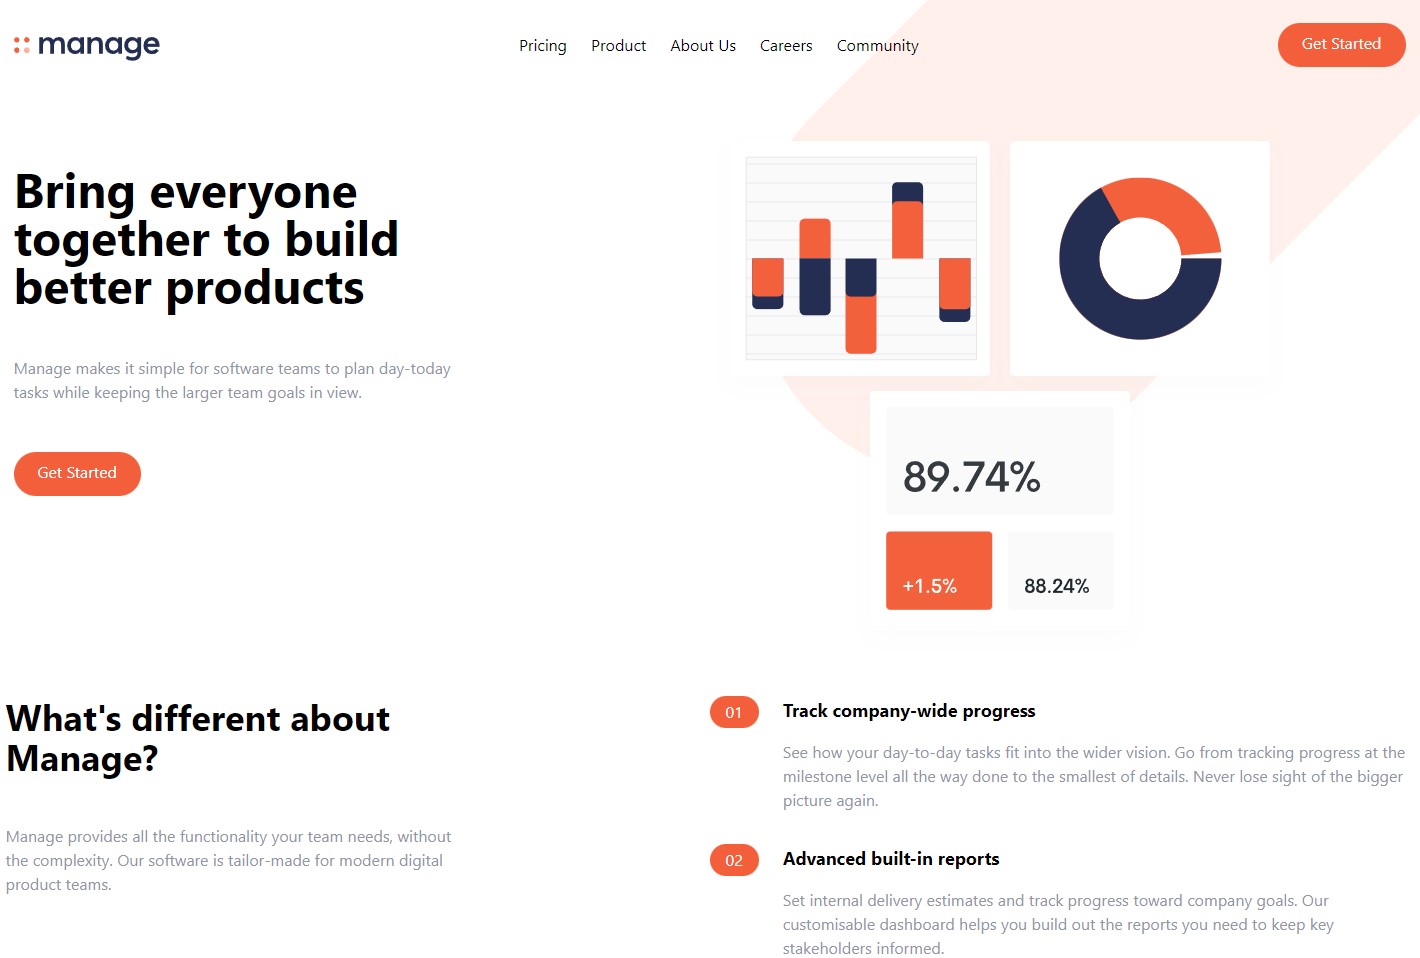 manage
Pricing Product About Us Careers Community
Get Started
Bring everyone
together to build
better products
Manage makes it simple for software teams to plan day-today
tasks while keeping the larger team goals in view.
Get Started
89.74%
+1.5%
88.24%
What's different about
Manage?
Manage provides all the functionality your team needs, without
the complexity. Our software is tailor-made for modern digital
product teams.
01
Track company-wide progress
See how your day-to-day tasks fit into the wider vision. Go from tracking progress at the
milestone level all the way done to the smallest of details. Never lose sight of the bigger
picture again.
02
Advanced built-in reports
Set internal delivery estimates and track progress toward company goals. Our
customisable dashboard helps you build out the reports you need to keep key
stakeholders informed.